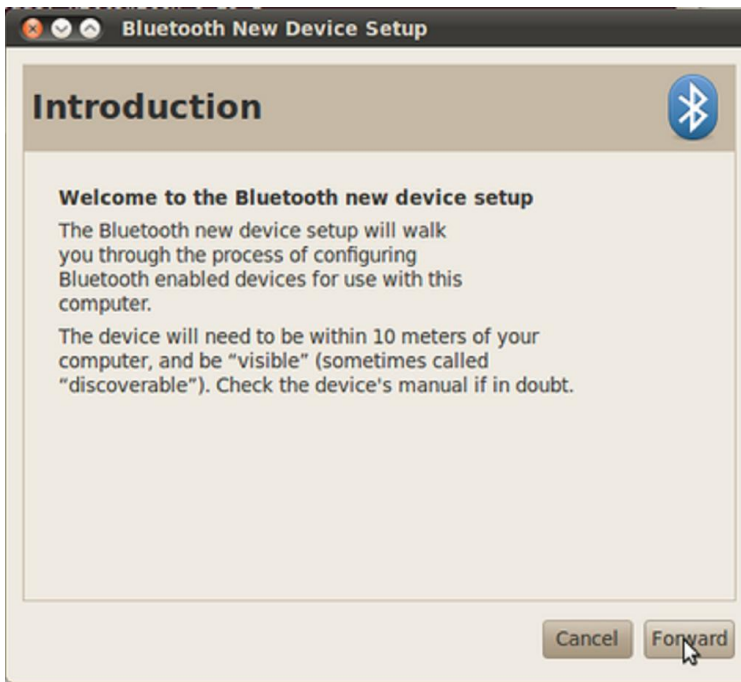 Bluetooth New Device Setup
Introduction
Welcome to the Bluetooth new device setup
The Bluetooth new device setup will walk
you through the process of configuring
Bluetooth enabled devices for use with this
computer.
The device will need to be within 10 meters of your
computer, and be “visible” (sometimes called
“discoverable”). Check the device's manual if in doubt.
Cancel
Forward